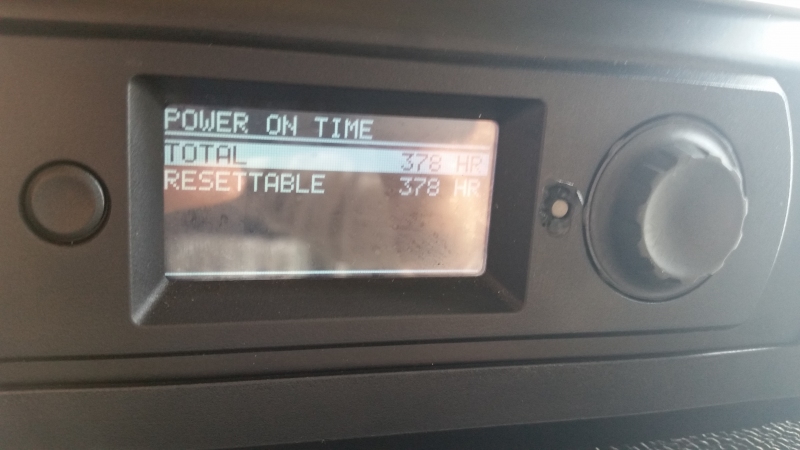 POWER ON TIME
TOTAL 378 HR
RESETTABLE 378 HR